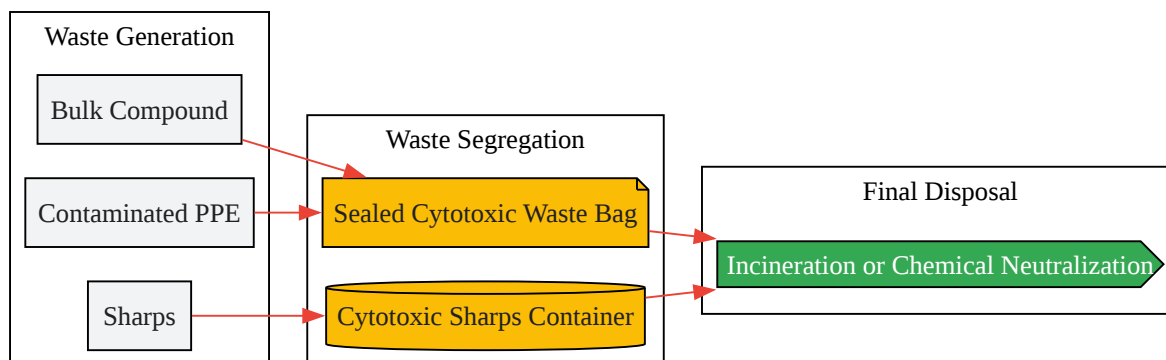 Waste Generation
Bulk Compound
Contaminated PPE
Sharps
Waste Segregation
Sealed Cytotoxic Waste Bag
Cytotoxic Sharps Container
Final Disposal
Incineration or Chemical Neutralization